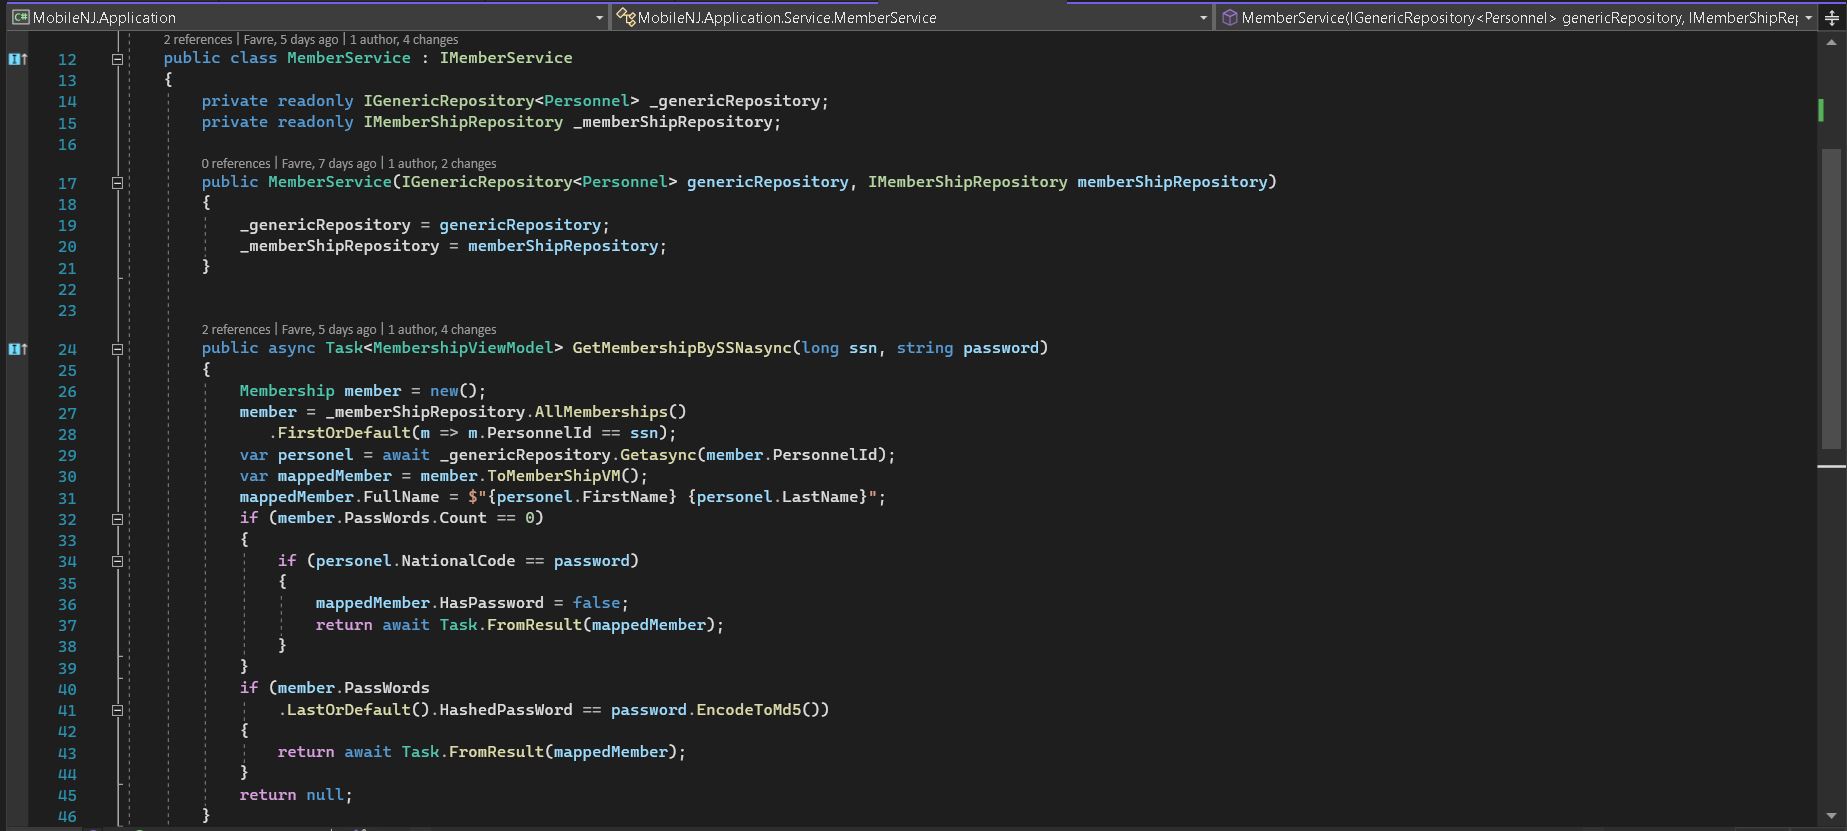 MobileNJ.Application
MobileNJ.Application.Service.MemberService
MemberService(IGenericRepository<Personnel> genericRepository, IMemberShipRep
2 references | Favre, 5 days ago | 1 author, 4 changes
12 public class MemberService : IMemberService
13 {
14 private readonly IGenericRepository<Personnel> _genericRepository;
15 private readonly IMemberShipRepository _memberShipRepository;
16
0 references | Favre, 7 days ago | 1 author, 2 changes
17 public MemberService(IGenericRepository<Personnel> genericRepository, IMemberShipRepository memberShipRepository)
18 {
19 _genericRepository = genericRepository;
20 _memberShipRepository = memberShipRepository;
21 }
22
23
2 references | Favre, 5 days ago | 1 author, 4 changes
24 public async Task<MembershipViewModel> GetMembershipBySSNasync(long ssn, string password)
25 {
26 Membership member = new();
27 member = _memberShipRepository.AllMemberships()
28 .FirstOrDefault(m => m.PersonnelId == ssn);
29 var personel = await _genericRepository.Getasync(member.PersonnelId);
30 var mappedMember = member.ToMemberShipVM();
31 mappedMember.FullName = $"{personel.FirstName} {personel.LastName}";
32 if (member.PassWords.Count == 0)
33 {
34 if (personel.NationalCode == password)
35 {
36 mappedMember.HasPassword = false;
37 return await Task.FromResult(mappedMember);
38 }
39 }
40 if (member.PassWords
41 .LastOrDefault().HashedPassWord == password.EncodeToMd5())
42 {
43 return await Task.FromResult(mappedMember);
44 }
45 return null;
46 }